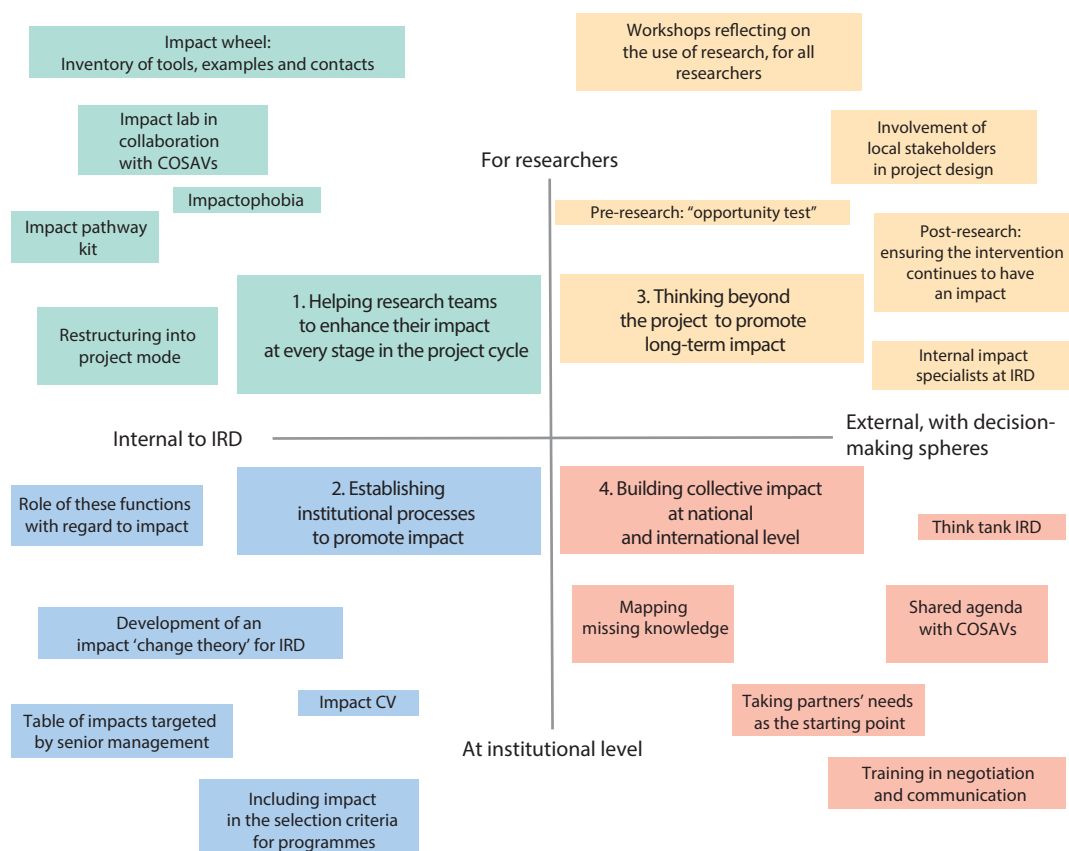 Impact wheel:
Inventory of tools, examples and contacts
Impact lab in
collaboration
with COSAVs
Impactophobia
Impact pathway
kit
1. Helping research teams
to enhance their impact
at every stage in the project cycle
Restructuring into
project mode
For researchers
Workshops reflecting on
the use of research, for all
researchers
Involvement of
local stakeholders
in project design
Pre-research: “opportunity test”
Post-research:
ensuring the intervention
continues to have
an impact
3. Thinking beyond
the project to promote
long-term impact
Internal impact
specialists at IRD
Internal to IRD
External, with decision-
making spheres
Role of these functions
with regard to impact
2. Establishing
institutional processes
to promote impact
Development of an
impact ‘change theory’ for IRD
Impact CV
Table of impacts targeted
by senior management
Including impact
in the selection criteria
for programmes
4. Building collective impact
at national
and international level
Think tank IRD
Mapping
missing knowledge
Shared agenda
with COSAVs
Taking partners’ needs
as the starting point
At institutional level
Training in negotiation
and communication